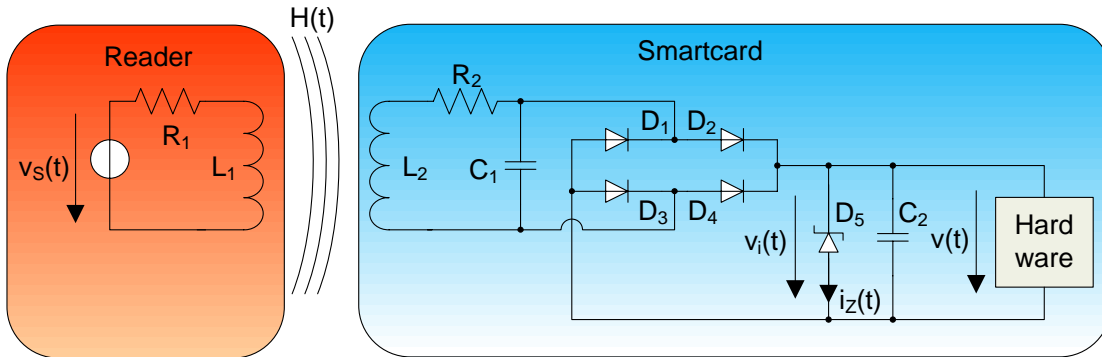 H(t)
Reader
Smartcard
R1
vS(t)
L1
R2
L2
C1
D1
D2
D3
D4
vi(t)
D5
iZ(t)
C2
v(t)
Hard
ware